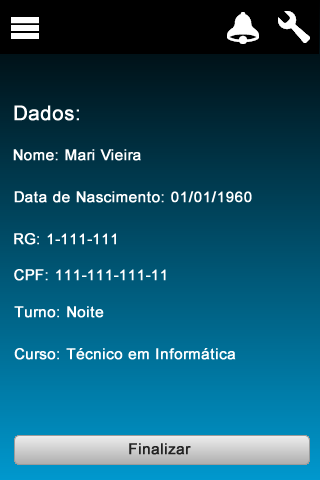 Dados:
Nome: Mari Vieira
Data de Nascimento: 01/01/1960
RG: 1-111-111
CPF: 111-111-111-11
Turno: Noite
Curso: Técnico em Informática
Finalizar